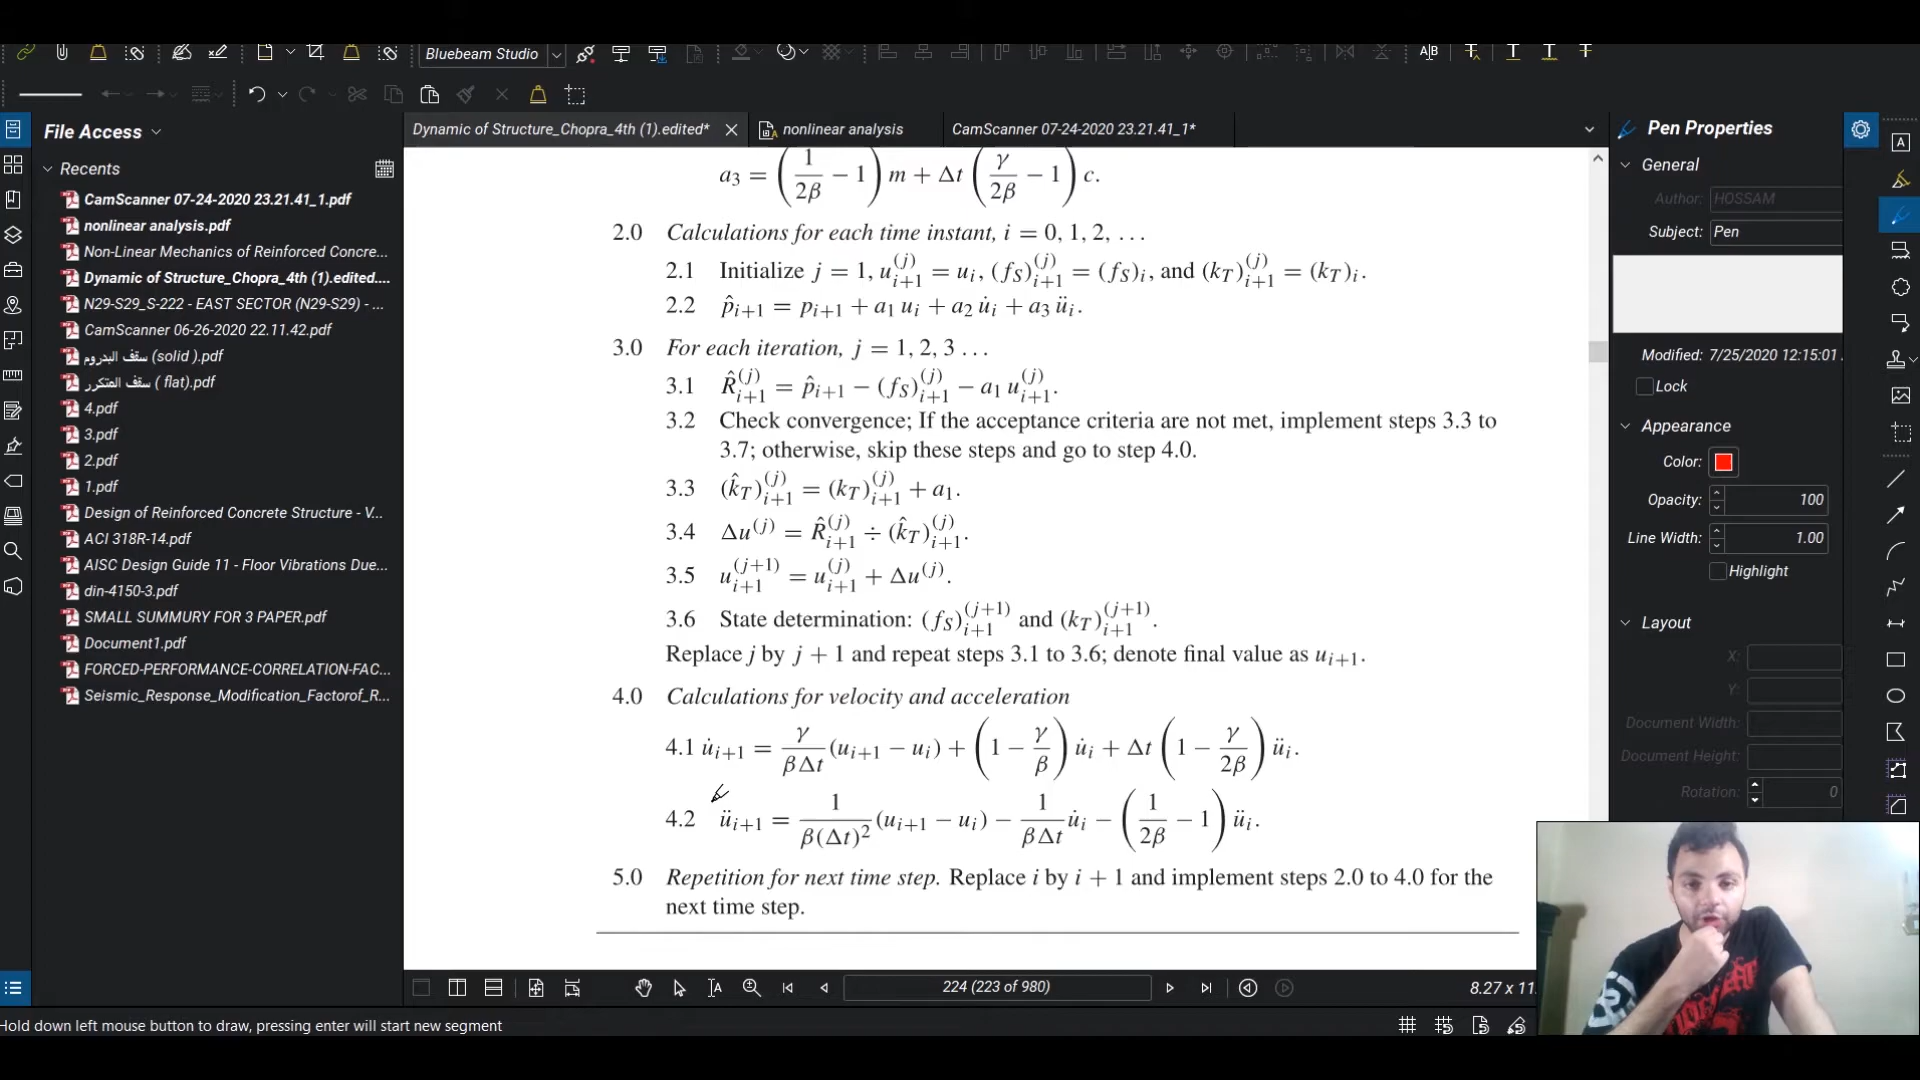 Bluebeam Studio
A|B
File Access
Recents
CamScanner 07-24-2020 23.21.41_1.pdf
nonlinear analysis.pdf
Non-Linear Mechanics of Reinforced Concre...
Dynamic of Structure_Chopra_4th (1).edited....
N29-S29_S-222 - EAST SECTOR (N29-S29) - ...
CamScanner 06-26-2020 22.11.42.pdf
سقف البدروم (solid ).pdf
سقف المتكرر ( flat).pdf
4.pdf
3.pdf
2.pdf
1.pdf
Design of Reinforced Concrete Structure - V...
ACI 318R-14.pdf
AISC Design Guide 11 - Floor Vibrations Due...
din-4150-3.pdf
SMALL SUMMURY FOR 3 PAPER.pdf
Document1.pdf
FORCED-PERFORMANCE-CORRELATION-FAC...
Seismic_Response_Modification_Factorof_R...
Dynamic of Structure_Chopra_4th (1).edited*
nonlinear analysis
CamScanner 07-24-2020 23.21.41_1*
a₃ = (1/2β − 1) m + Δt (γ/2β − 1) c.
2.0 Calculations for each time instant, i = 0, 1, 2, ...
2.1 Initialize j = 1, u_{i+1}^{(j)} = u_i, (f_S)_{i+1}^{(j)} = (f_S)_i, and (k_T)_{i+1}^{(j)} = (k_T)_i.
2.2 p̂_{i+1} = p_{i+1} + a₁ u_i + a₂ u̇_i + a₃ ü_i.
3.0 For each iteration, j = 1, 2, 3 ...
3.1 R̂_{i+1}^{(j)} = p̂_{i+1} − (f_S)_{i+1}^{(j)} − a₁ u_{i+1}^{(j)}.
3.2 Check convergence; If the acceptance criteria are not met, implement steps 3.3 to
3.7; otherwise, skip these steps and go to step 4.0.
3.3 (k̂_T)_{i+1}^{(j)} = (k_T)_{i+1}^{(j)} + a₁.
3.4 Δu^{(j)} = R̂_{i+1}^{(j)} ÷ (k̂_T)_{i+1}^{(j)}.
3.5 u_{i+1}^{(j+1)} = u_{i+1}^{(j)} + Δu^{(j)}.
3.6 State determination: (f_S)_{i+1}^{(j+1)} and (k_T)_{i+1}^{(j+1)}.
Replace j by j + 1 and repeat steps 3.1 to 3.6; denote final value as u_{i+1}.
4.0 Calculations for velocity and acceleration
4.1 u̇_{i+1} = γ/βΔt (u_{i+1} − u_i) + (1 − γ/β) u̇_i + Δt (1 − γ/2β) ü_i.
4.2 ü_{i+1} = 1/β(Δt)² (u_{i+1} − u_i) − 1/βΔt u̇_i − (1/2β − 1) ü_i.
5.0 Repetition for next time step. Replace i by i + 1 and implement steps 2.0 to 4.0 for the
next time step.
224 (223 of 980)
8.27 x 11
Pen Properties
General
Author: HOSSAM
Subject: Pen
Modified: 7/25/2020 12:15:01
Lock
Appearance
Color:
Opacity: 100
Line Width: 1.00
Highlight
Layout
X:
Y:
Document Width:
Document Height:
Rotation: 0
Hold down left mouse button to draw, pressing enter will start new segment